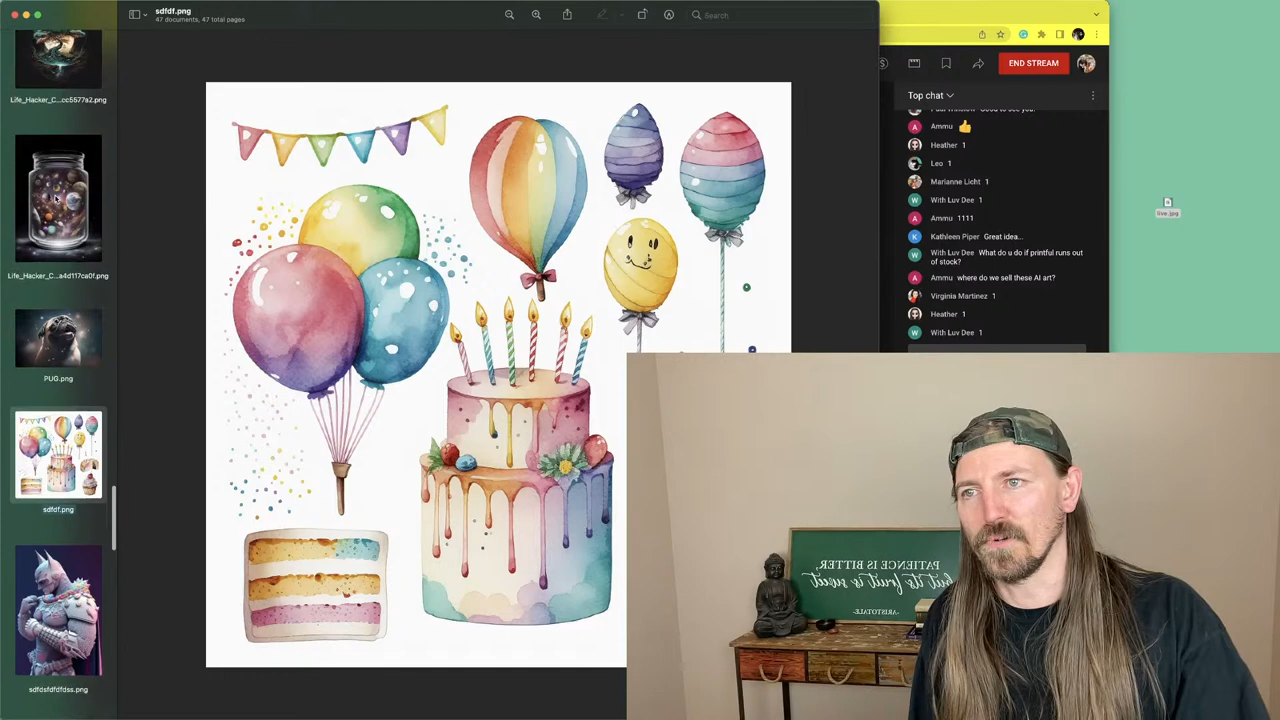 sdfdf.png
47 documents, 47 total pages
Search
Life_Hacker_C...cc5577a2.png
Life_Hacker_C...a4d117ca0f.png
PUG.png
sdfdf.png
sdfdsfdfdfdss.png
END STREAM
Top chat
Ammu 👍
Heather 1
Leo 1
Marianne Licht 1
With Luv Dee 1
Ammu 1111
Kathleen Piper Great idea...
With Luv Dee What do u do if printful runs out
of stock?
Ammu where do we sell these AI art?
Virginia Martinez 1
Heather 1
With Luv Dee 1
live.jpg
PATIENCE IS BITTER,
but its fruit is sweet
-ARISTOTLE-